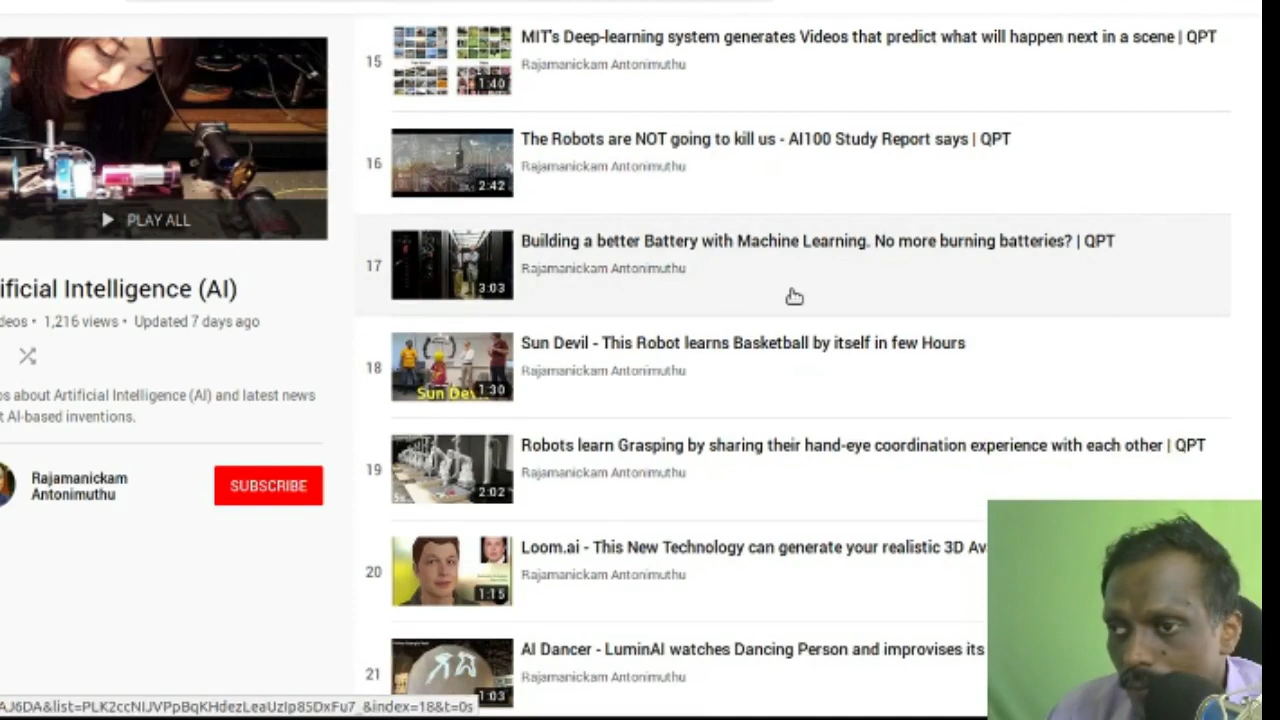 PLAY ALL
ificial Intelligence (AI)
deos • 1,216 views • Updated 7 days ago
os about Artificial Intelligence (AI) and latest news
t AI-based inventions.
Rajamanickam
Antonimuthu
SUBSCRIBE
15
1:40
MIT's Deep-learning system generates Videos that predict what will happen next in a scene | QPT
Rajamanickam Antonimuthu
16
2:42
The Robots are NOT going to kill us - AI100 Study Report says | QPT
Rajamanickam Antonimuthu
17
3:03
Building a better Battery with Machine Learning. No more burning batteries? | QPT
Rajamanickam Antonimuthu
18
Sun Dev
1:30
Sun Devil - This Robot learns Basketball by itself in few Hours
Rajamanickam Antonimuthu
19
2:02
Robots learn Grasping by sharing their hand-eye coordination experience with each other | QPT
Rajamanickam Antonimuthu
20
1:15
Loom.ai - This New Technology can generate your realistic 3D Av
Rajamanickam Antonimuthu
21
1:03
AI Dancer - LuminAI watches Dancing Person and improvises its
Rajamanickam Antonimuthu
AJ6DA&list=PLK2ccNIJVPpBqKHdezLeaUzIp85DxFu7_&index=18&t=0s